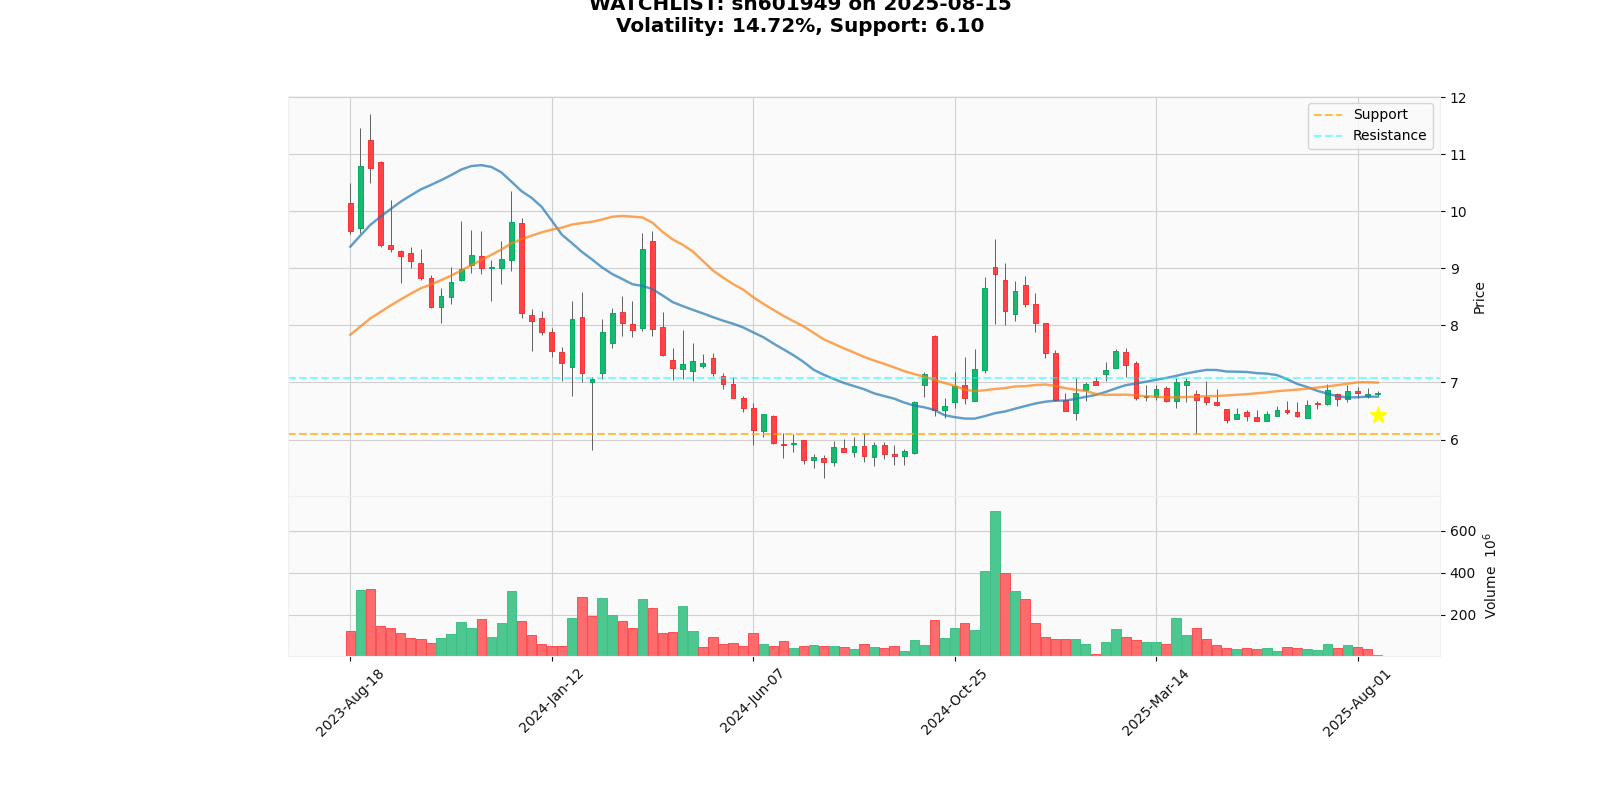 WATCHLIST: sh601949 on 2025-08-15
Volatility: 14.72%, Support: 6.10
Support
Resistance
12
11
10
9
8
7
6
Price
600
400
200
Volume 10^6
2023-Aug-18
2024-Jan-12
2024-Jun-07
2024-Oct-25
2025-Mar-14
2025-Aug-01